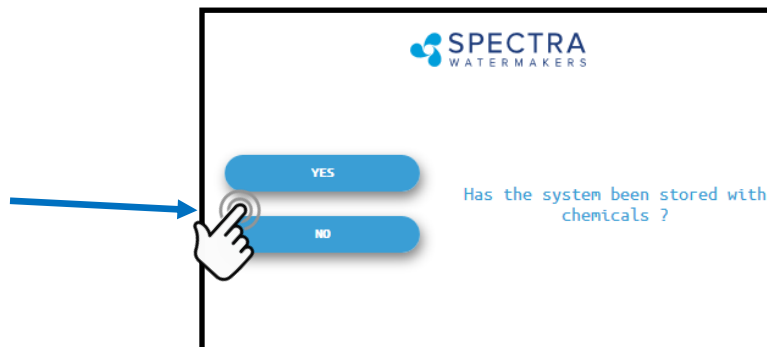 SPECTRA
WATERMAKERS
YES
Has the system been stored with
chemicals ?
NO